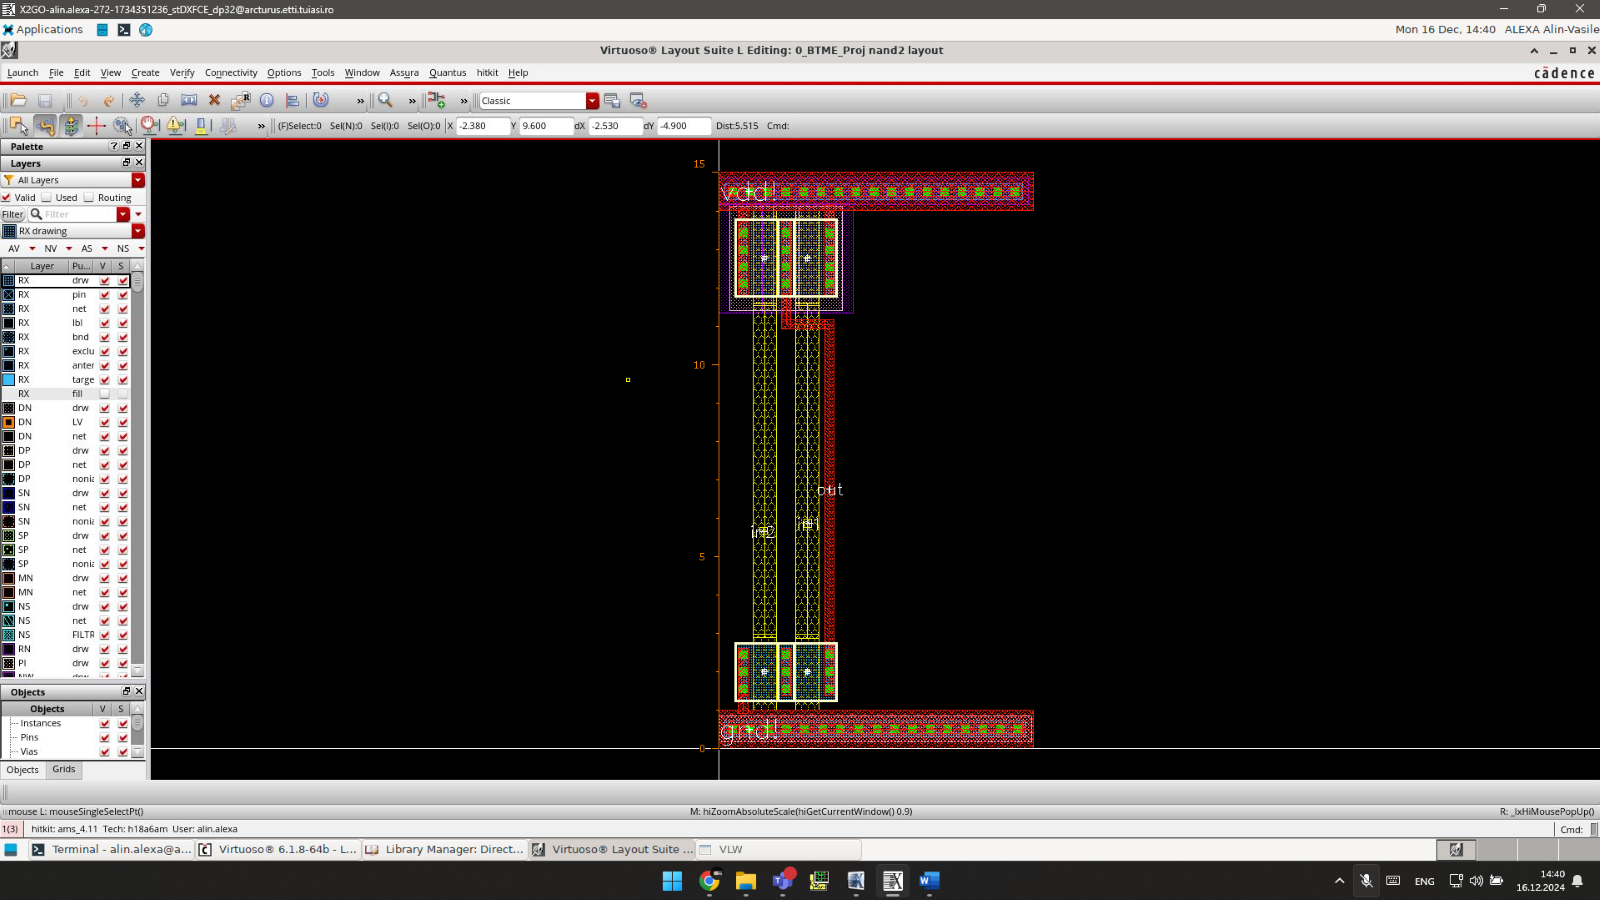 X2GO-alin.alexa-272-1734351236_stDXFCE_dp32@arcturus.etti.tuiasi.ro
Applications
Mon 16 Dec, 14:40 ALEXA Alin-Vasile
Virtuoso® Layout Suite L Editing: 0_BTME_Proj nand2 layout
Launch File Edit View Create Verify Connectivity Options Tools Window Assura Quantus hitkit Help
cādence
Classic
(F)Select:0 Sel(N):0 Sel(I):0 Sel(O):0 X -2.380 Y 9.600 dX -2.530 dY -4.900 Dist:5.515 Cmd:
Palette
Layers
All Layers
Valid Used Routing
Filter Filter
RX drawing
AV NV AS NS
Layer Pu... V S
RX drw
RX pin
RX net
RX lbl
RX bnd
RX exclu
RX anter
RX targe
RX fill
DN drw
DN LV
DN net
DP drw
DP net
DP noni
SN drw
SN net
SN noni
SP drw
SP net
SP noni
MN drw
MN net
NS drw
NS net
NS FILTR
RN drw
PI drw
NW drw
Objects
Objects V S
Instances
Pins
Vias
Objects Grids
15
vdd!
10
out
in2
5
gnd!
0
mouse L: mouseSingleSelectPt()
M: hiZoomAbsoluteScale(hiGetCurrentWindow() 0.9)
R: _lxHiMousePopUp()
1(3) hitkit: ams_4.11 Tech: h18a6am User: alin.alexa
Cmd:
Terminal - alin.alexa@a...
Virtuoso® 6.1.8-64b - L...
Library Manager: Direct...
Virtuoso® Layout Suite ...
VLW
ENG
14:40
16.12.2024